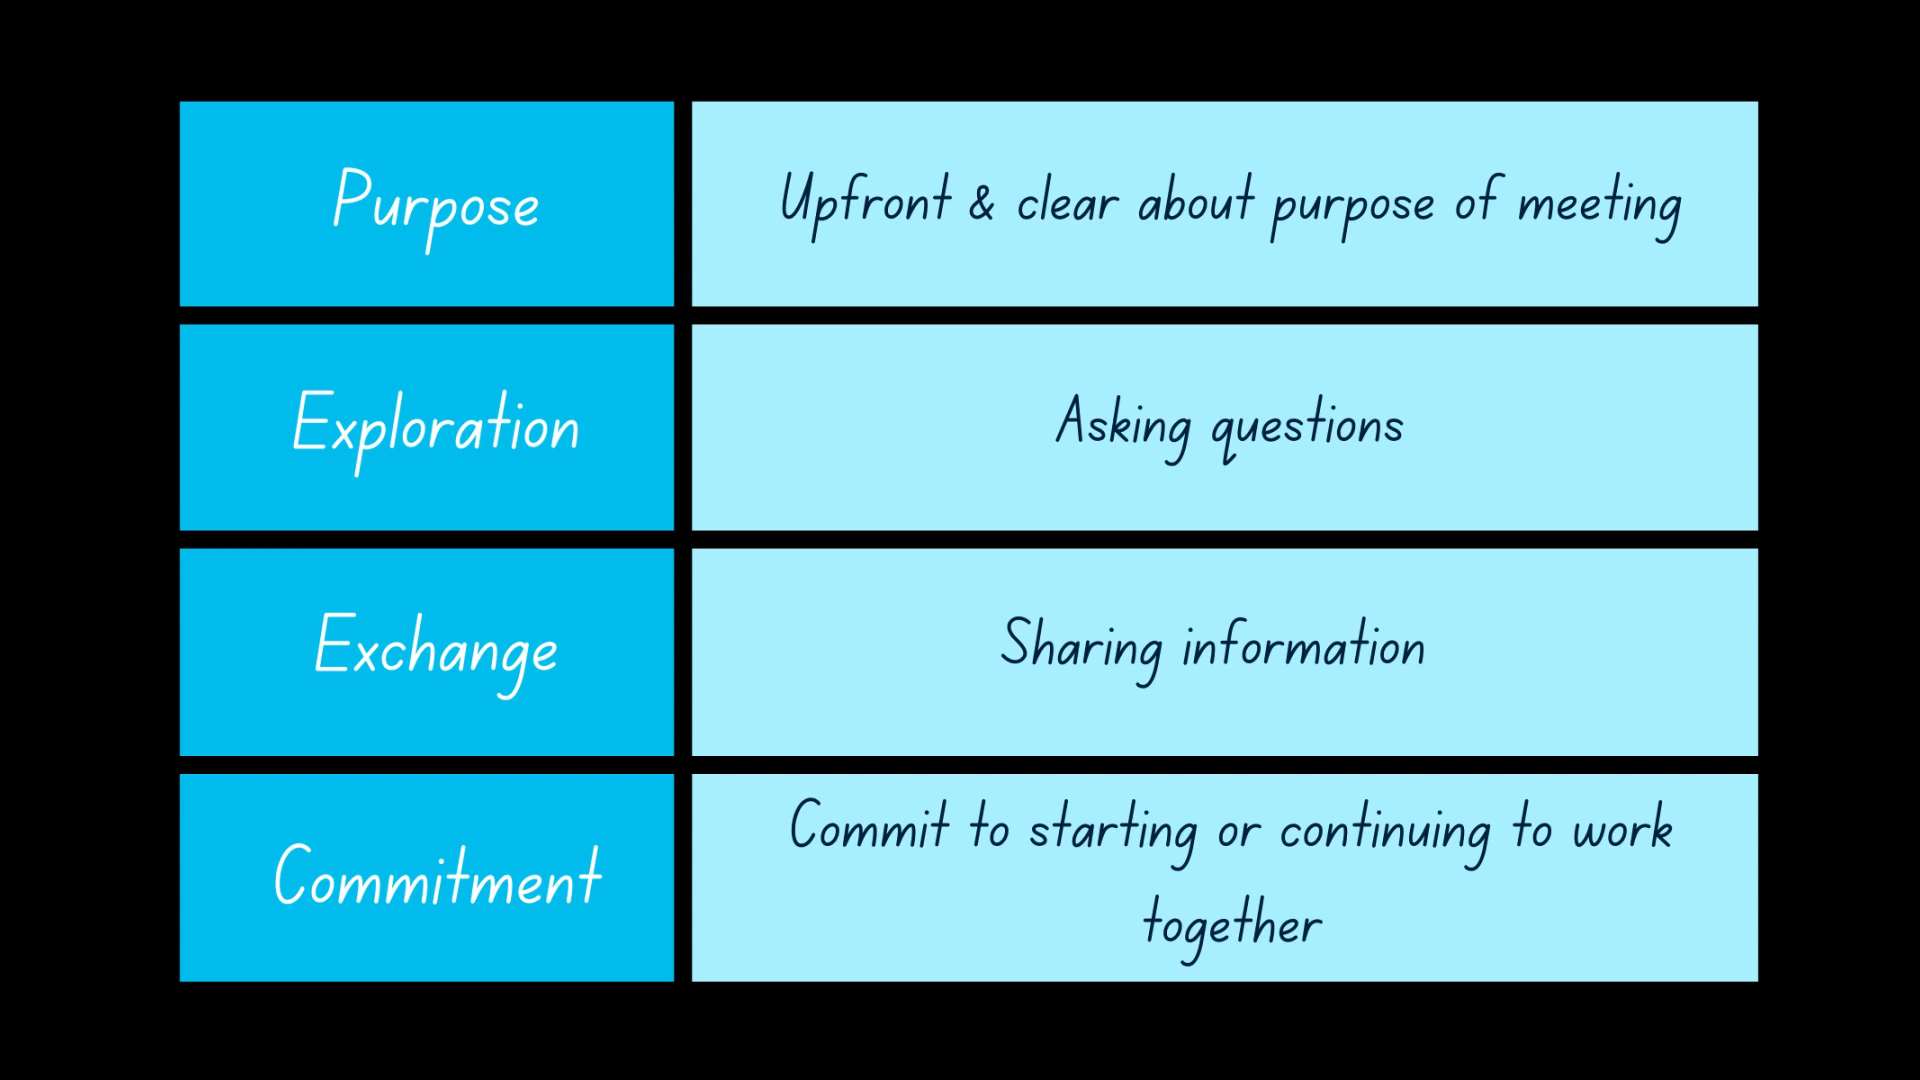 Purpose
Upfront & clear about purpose of meeting
Exploration
Asking questions
Exchange
Sharing information
Commitment
Commit to starting or continuing to work
together